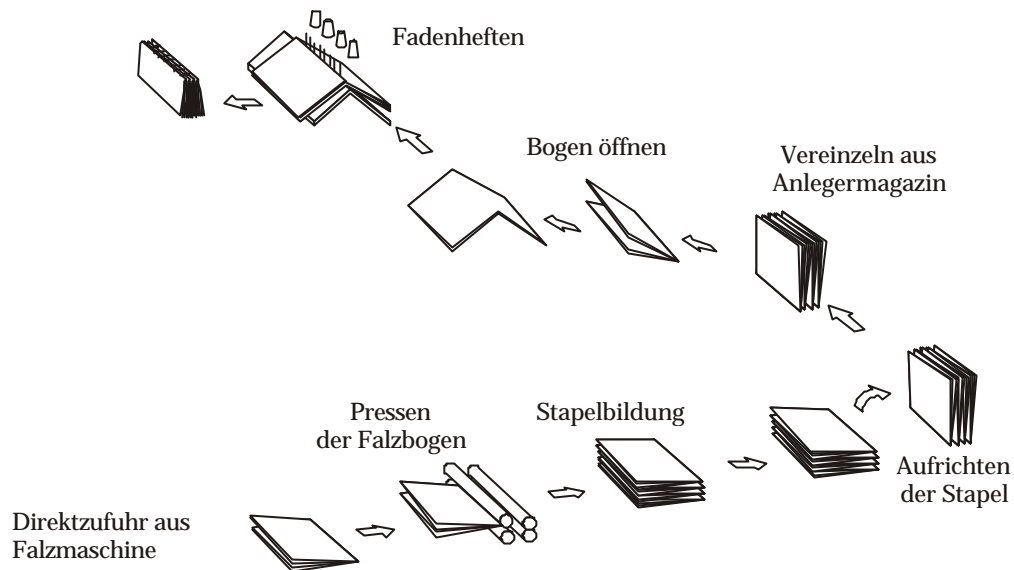 Fadenheften
Bogen öffnen
Vereinzeln aus
Anlegermagazin
Pressen
der Falzbogen
Stapelbildung
Aufrichten
der Stapel
Direktzufuhr aus
Falzmaschine